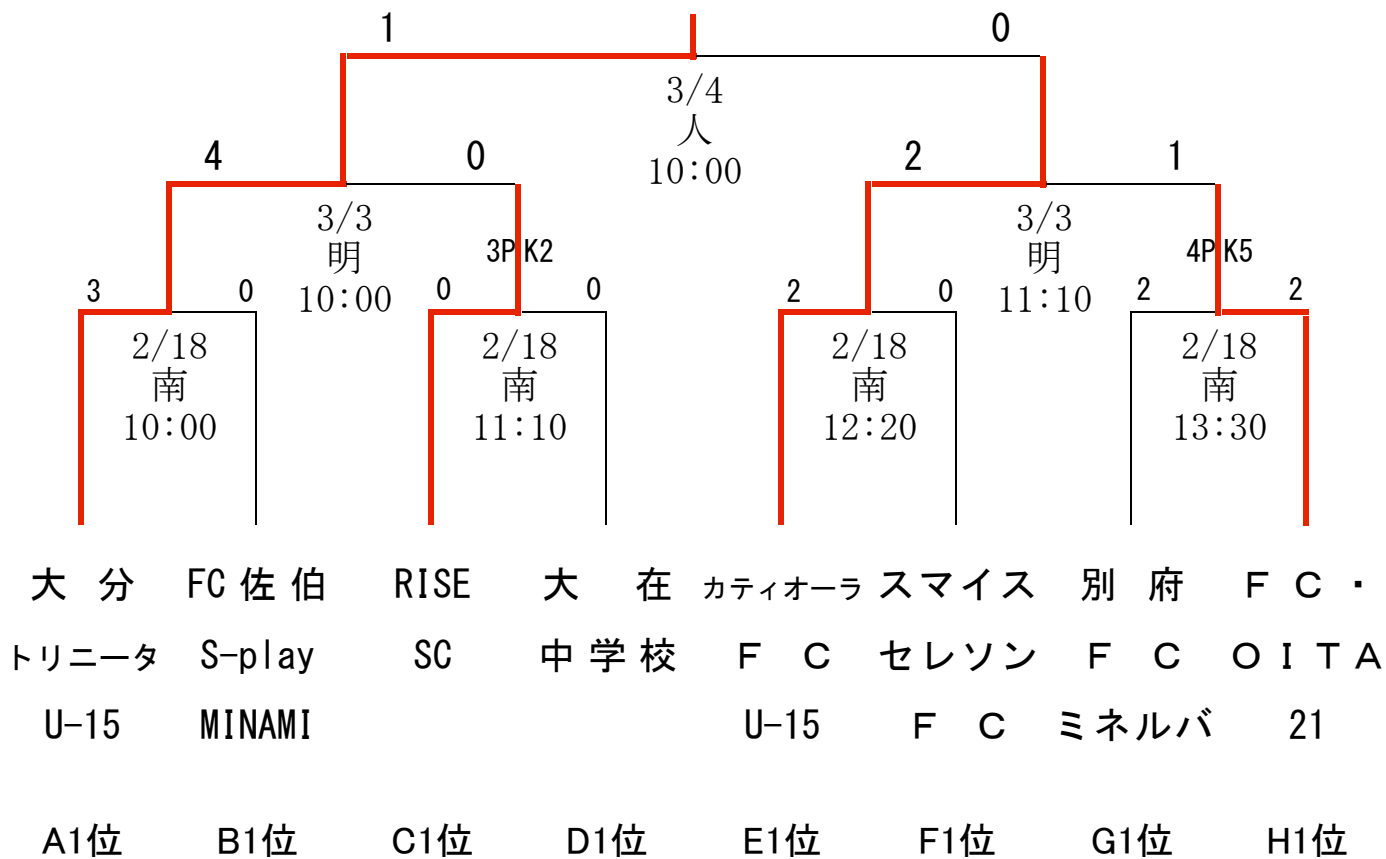 1 0
3/4
人
10:00
4 0 2 1
3/3 3/3
明 明
10:00 11:10
3PK2 4PK5
3 0 0 0 2 0 2 2
2/18 2/18 2/18 2/18
南 南 南 南
10:00 11:10 12:20 13:30
大分 FC佐伯 RISE 大在 カティオーラ スマイス 別府 ＦＣ・
トリニータ S-play SC 中学校 ＦＣ セレソン ＦＣ ＯＩＴＡ
U-15 MINAMI U-15 ＦＣ ミネルバ 21
A1位 B1位 C1位 D1位 E1位 F1位 G1位 H1位